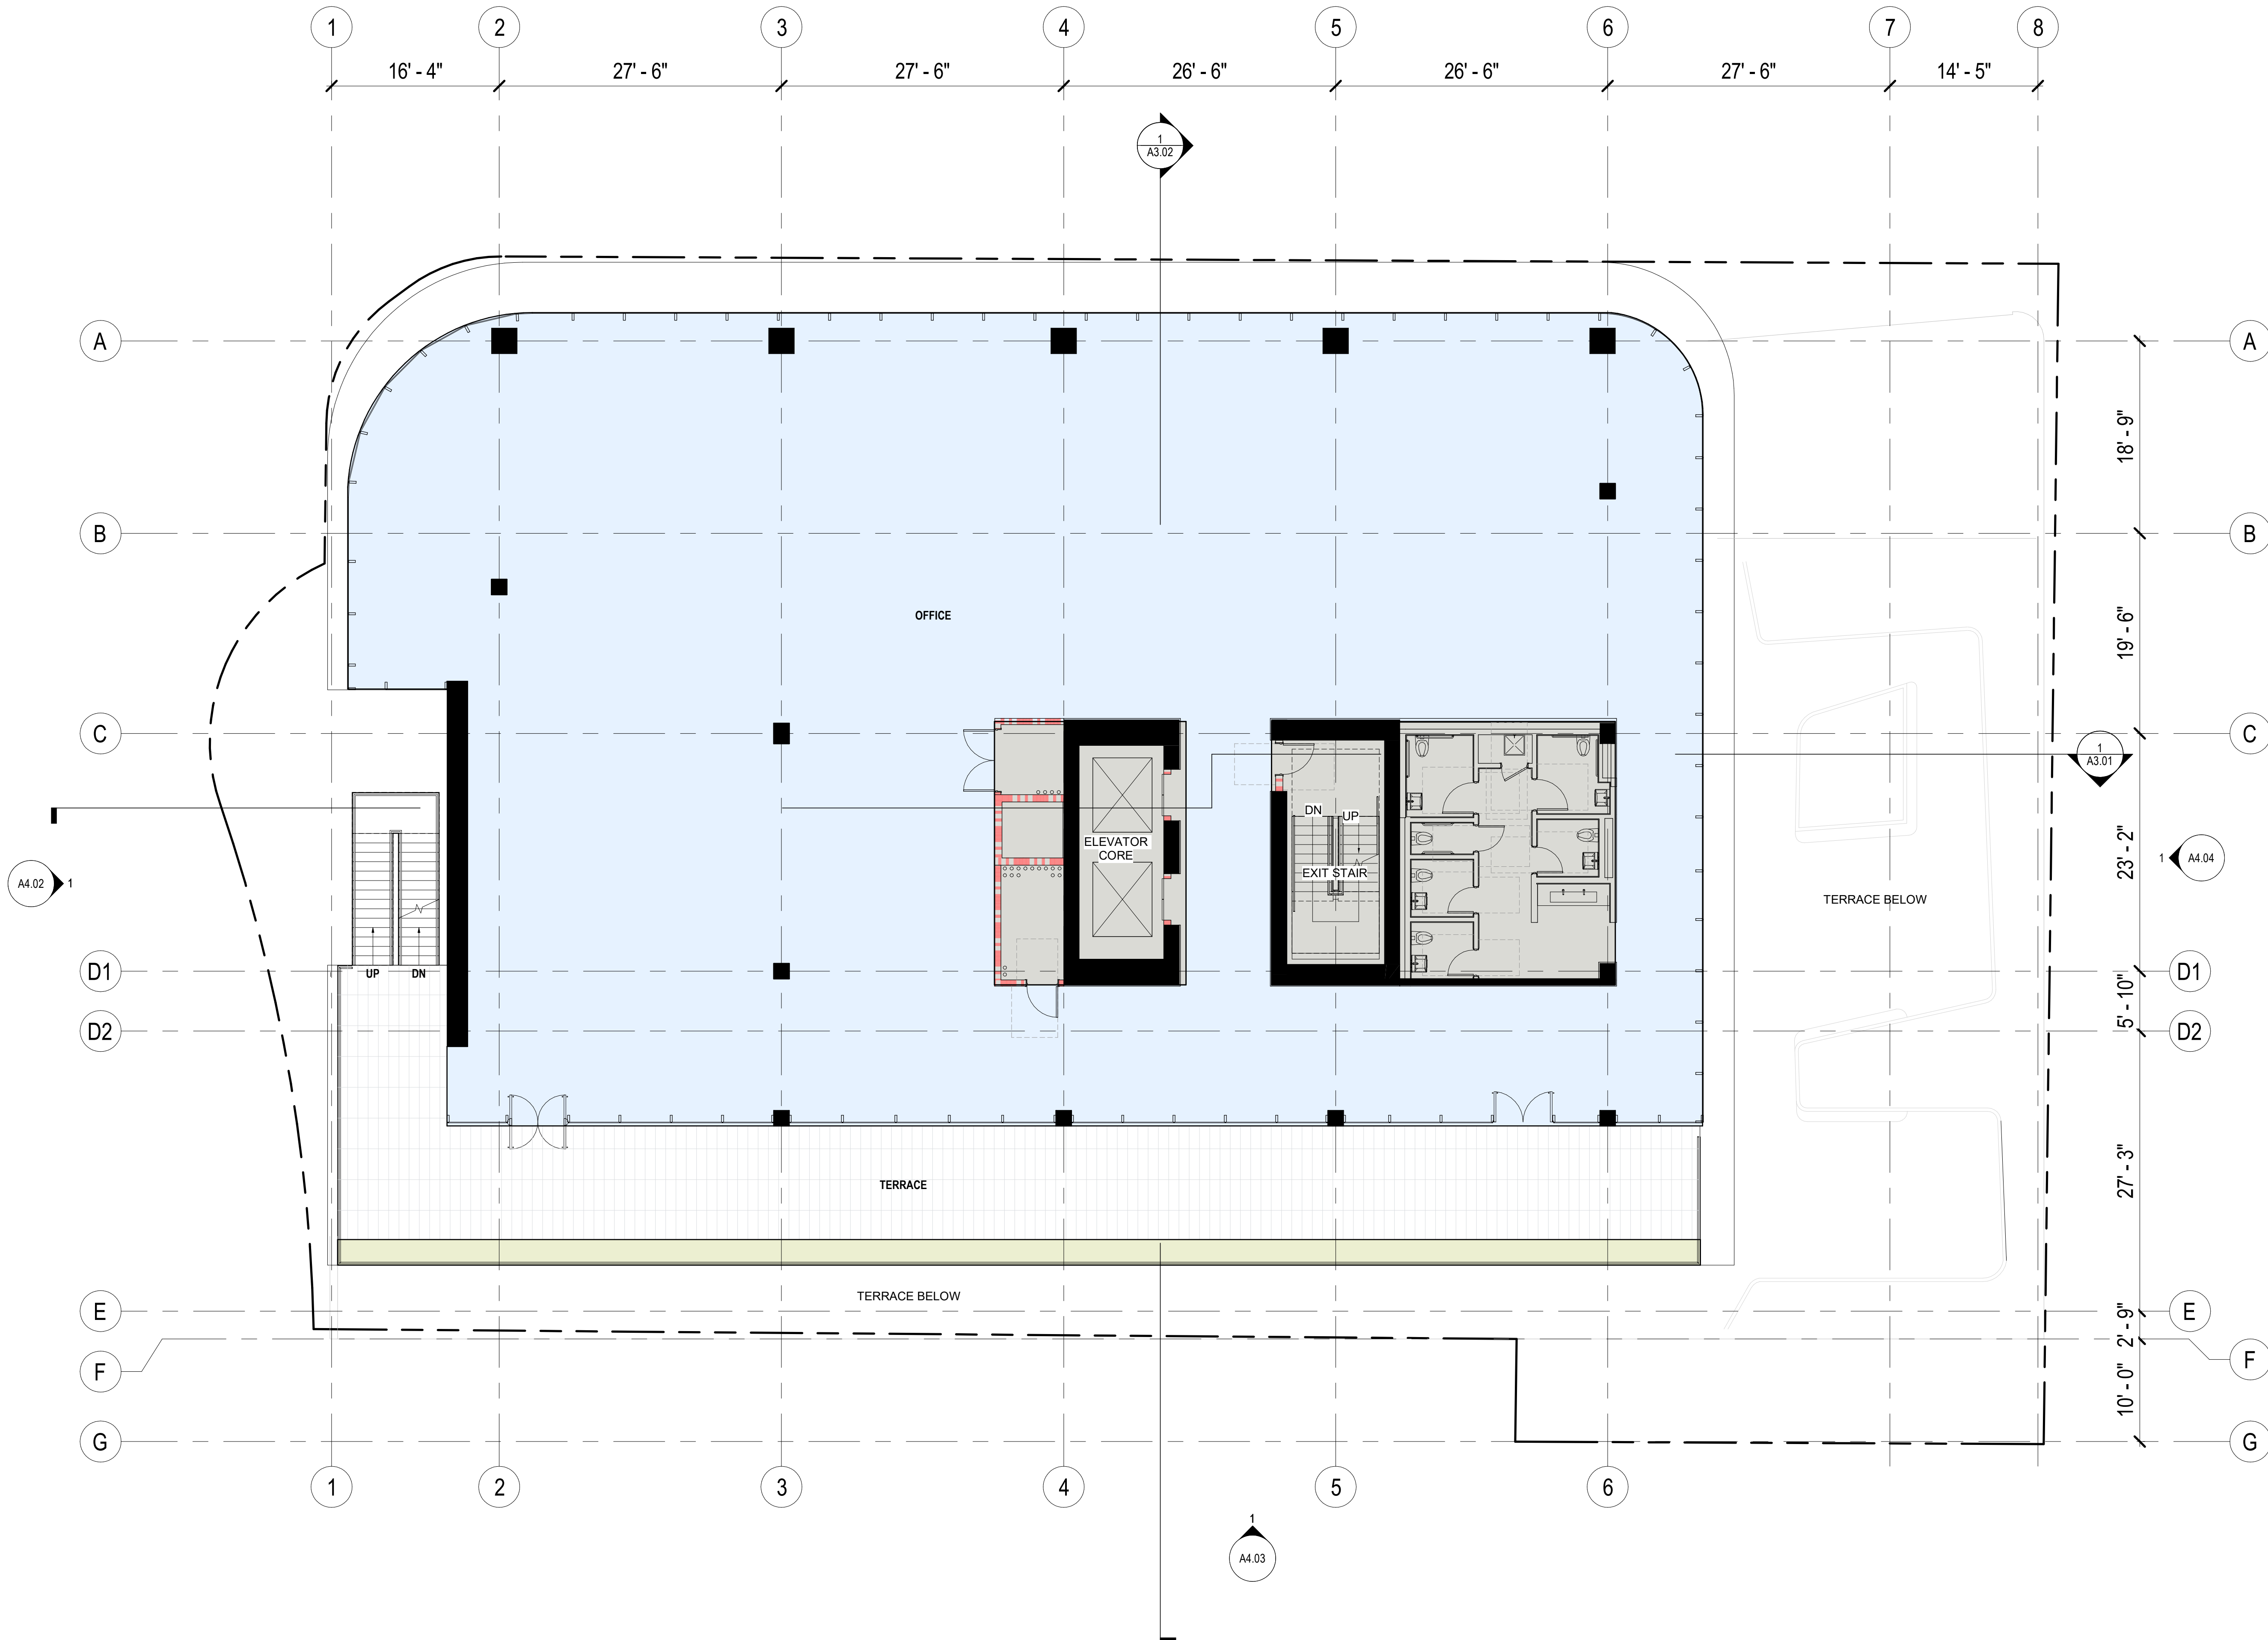 1 2 3 4 5 6 7 8
16' - 4" 27' - 6" 27' - 6" 26' - 6" 26' - 6" 27' - 6" 14' - 5"
1
A3.02
A A
18' - 9"
B B
OFFICE
19' - 6"
C C
1
A3.01
DN UP
ELEVATOR
CORE
23' - 2"
1 A4.04
EXIT STAIR
A4.02 1
TERRACE BELOW
UP DN
D1 D1
5' - 10"
D2 D2
27' - 3"
TERRACE
TERRACE BELOW
E E
2' - 9"
F F
10' - 0"
G G
1 2 3 4 5 6
1
A4.03